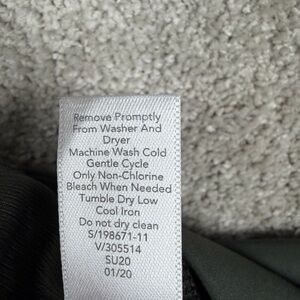 Remove Promptly
From Washer And
Dryer
Machine Wash Cold
Gentle Cycle
Only Non-Chlorine
Bleach When Needed
Tumble Dry Low
Cool Iron
Do not dry clean
S/198671-11
V/305514
SU20
01/20